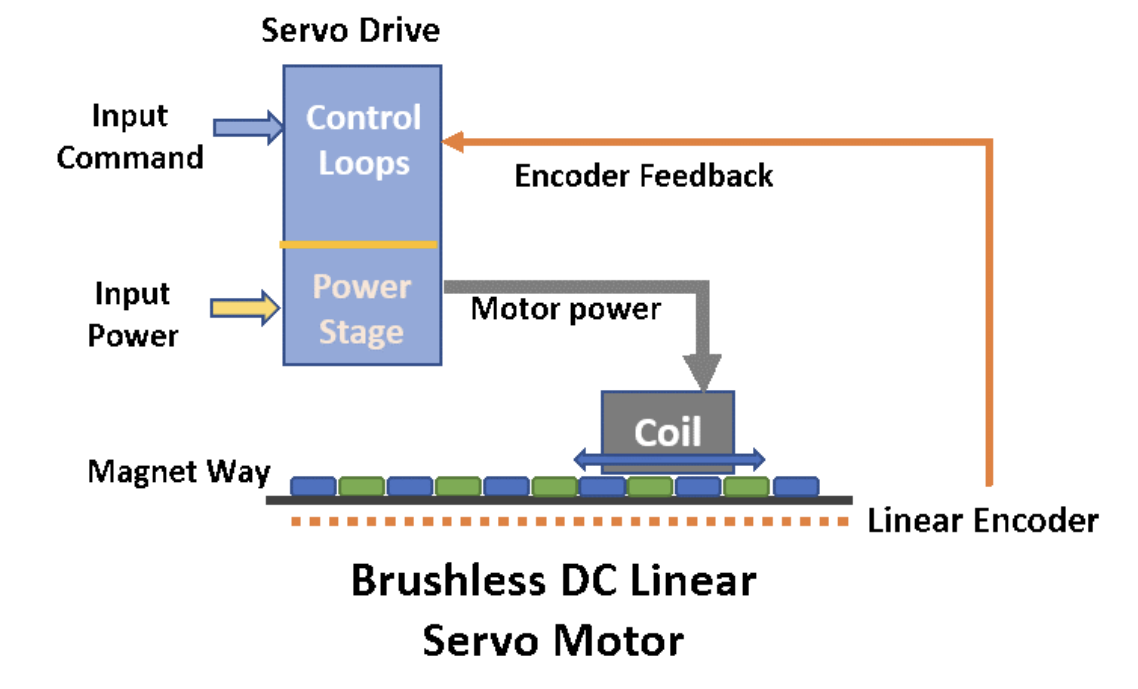 Servo Drive
Input
Command
Control
Loops
Encoder Feedback
Input
Power
Power
Stage
Motor power
Coil
Magnet Way
Linear Encoder
Brushless DC Linear
Servo Motor